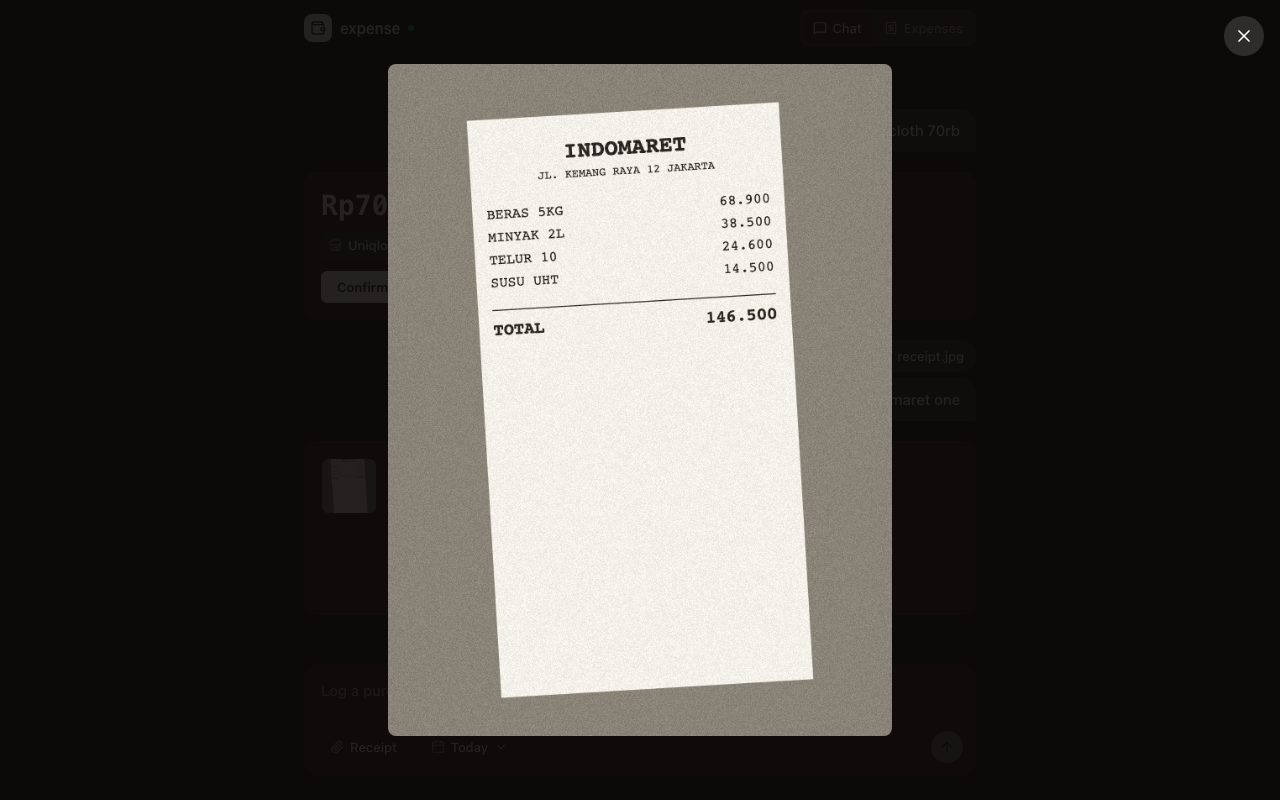 expense
Chat
Expenses
cloth 70rb
Rp70
Uniqlo
Confirm
receipt.jpg
maret one
INDOMARET
JL. KEMANG RAYA 12 JAKARTA
BERAS 5KG 68.900
MINYAK 2L 38.500
TELUR 10 24.600
SUSU UHT 14.500
TOTAL 146.500
Log a pur
Receipt
Today